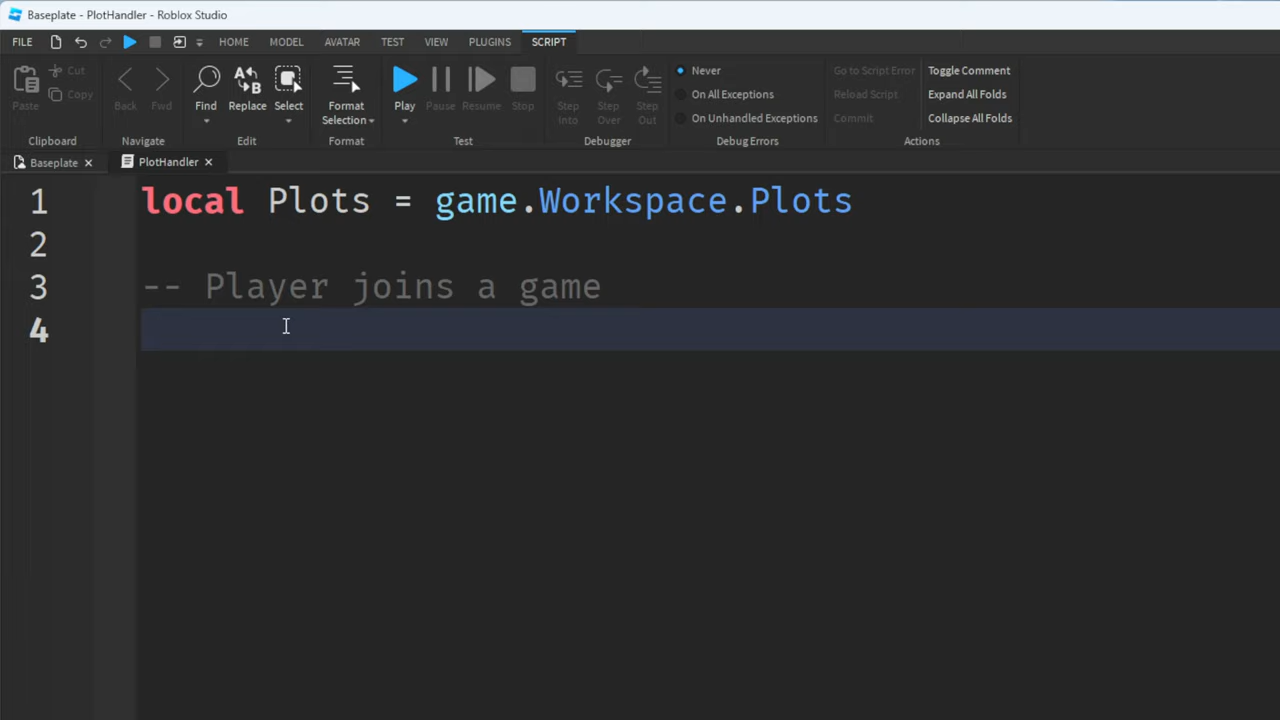 Baseplate - PlotHandler - Roblox Studio
FILE HOME MODEL AVATAR TEST VIEW PLUGINS SCRIPT
Paste Cut Copy Back Fwd Find Replace Select Format Selection Play Pause Resume Stop Step Into Step Over Step Out Never On All Exceptions On Unhandled Exceptions Go to Script Error Reload Script Commit Toggle Comment Expand All Folds Collapse All Folds
Clipboard Navigate Edit Format Test Debugger Debug Errors Actions
Baseplate PlotHandler
1 local Plots = game.Workspace.Plots
2
3 -- Player joins a game
4